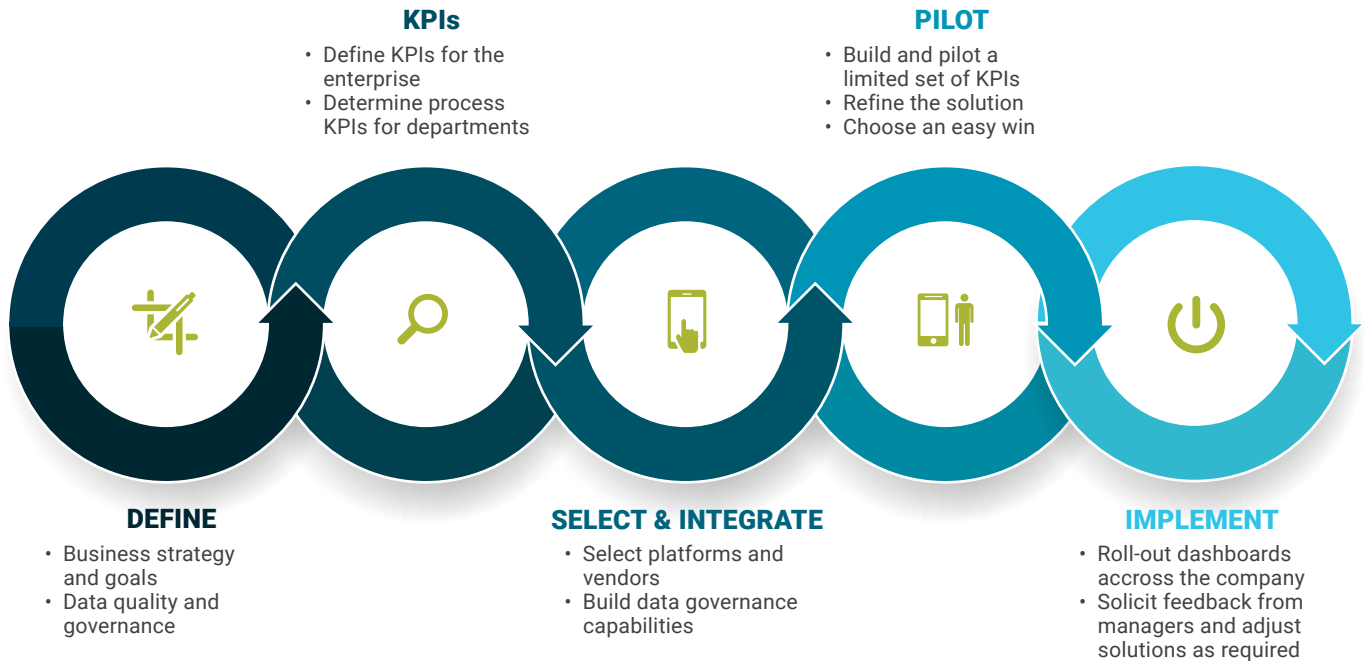 KPIs
• Define KPIs for the
enterprise
• Determine process
KPIs for departments
PILOT
• Build and pilot a
limited set of KPIs
• Refine the solution
• Choose an easy win
DEFINE
• Business strategy
and goals
• Data quality and
governance
SELECT & INTEGRATE
• Select platforms and
vendors
• Build data governance
capabilities
IMPLEMENT
• Roll-out dashboards
accross the company
• Solicit feedback from
managers and adjust
solutions as required